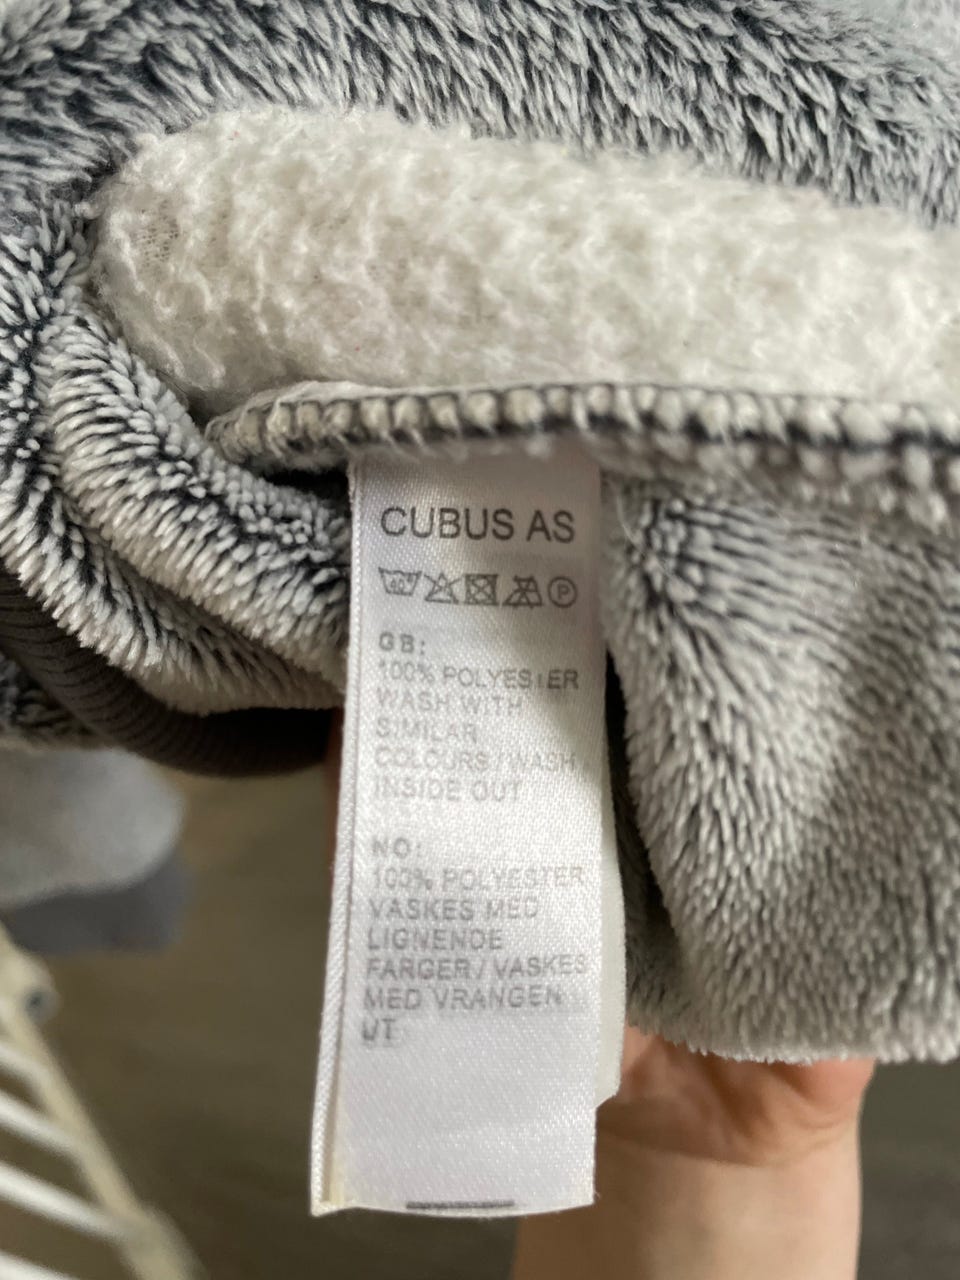 CUBUS AS
40 P
GB:
100% POLYESTER
WASH WITH
SIMILAR
COLOURS / WASH
INSIDE OUT
NO:
100% POLYESTER
VASKES MED
LIGNENDE
FARGER / VASKES
MED VRANGEN
UT